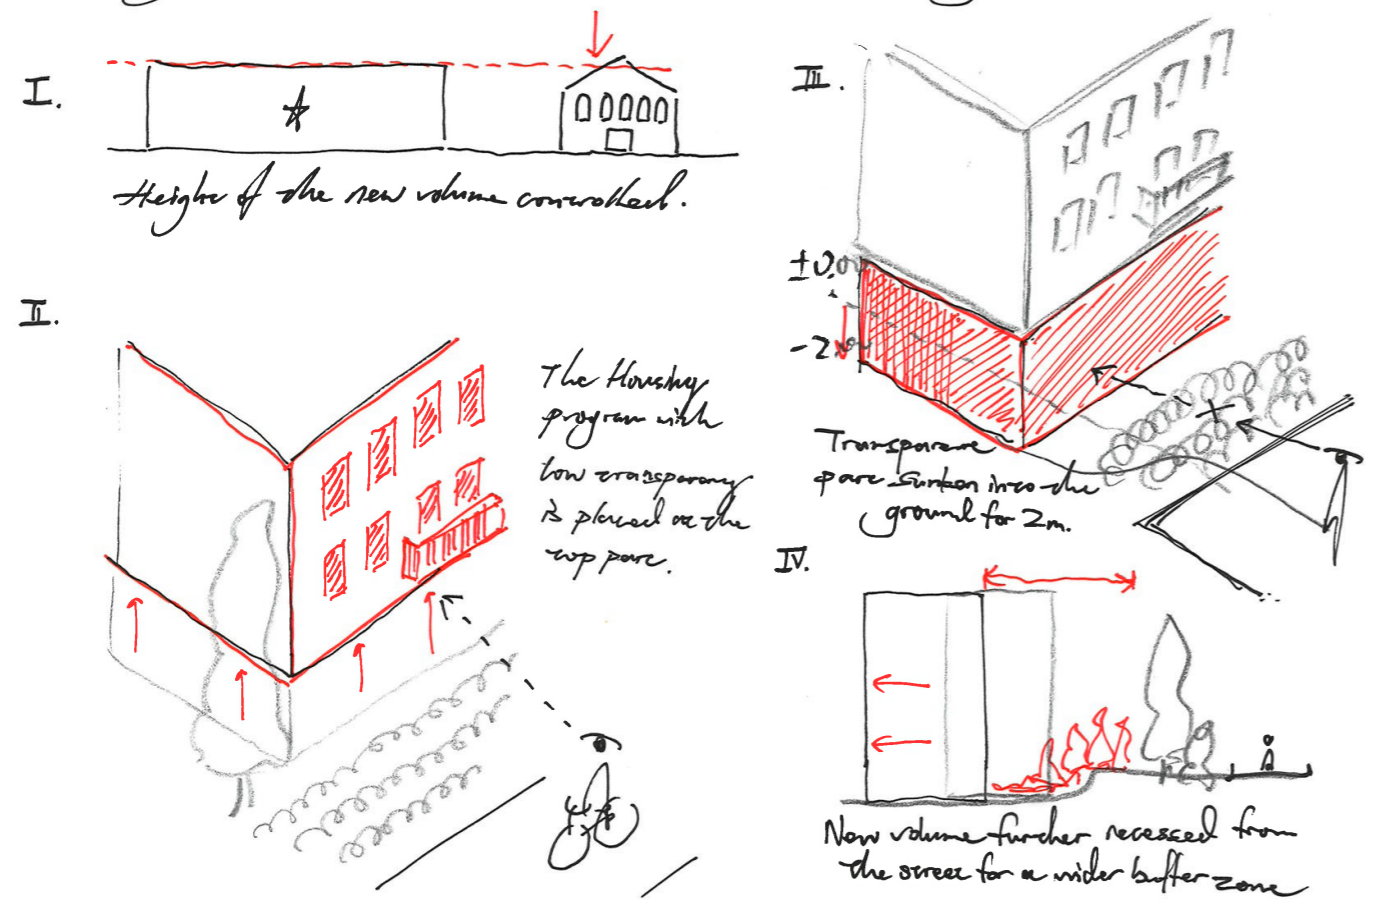 I.
Height of the new volume controlled.
II.
The Housing
program with
low transparency
is placed at the
top part.
III.
±0.00
-2.00
Transparent
part sunken into the
ground for 2m.
IV.
New volume further recessed from
the street for a wider buffer zone